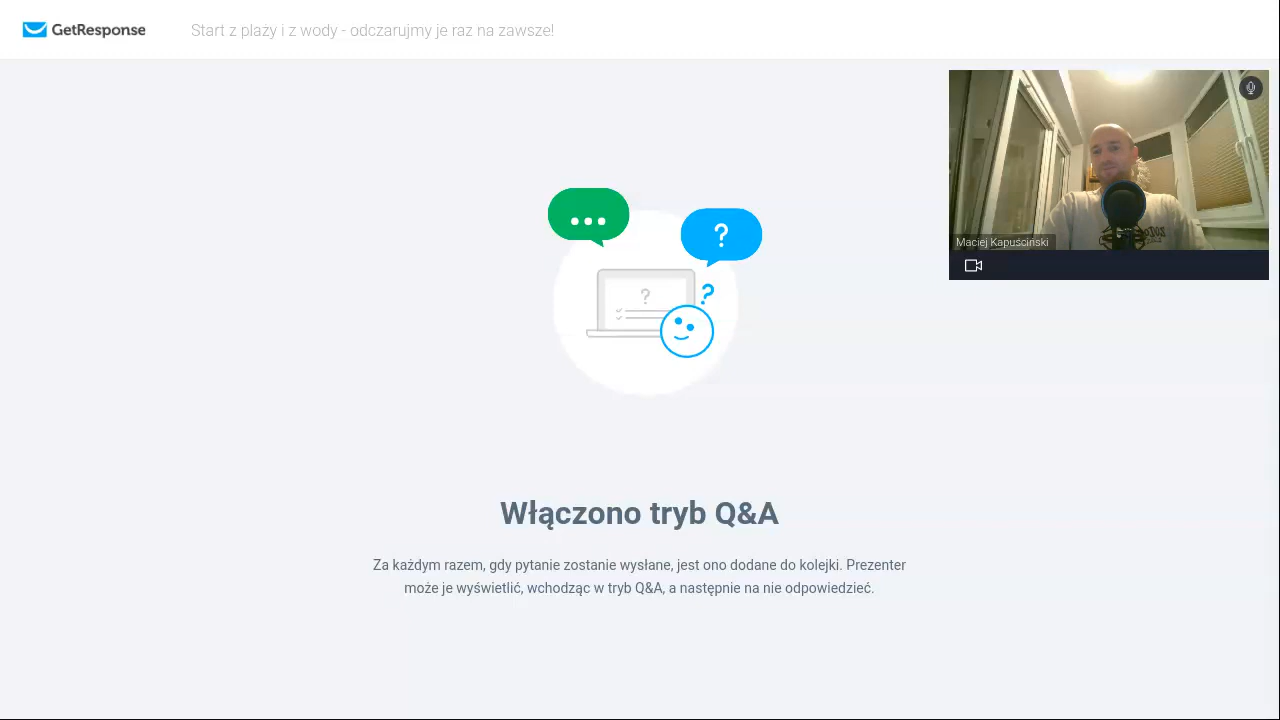 GetResponse
Start z plaży i z wody - odczarujmy je raz na zawsze!
Maciej Kapuściński
Włączono tryb Q&A
Za każdym razem, gdy pytanie zostanie wysłane, jest ono dodane do kolejki. Prezenter
może je wyświetlić, wchodząc w tryb Q&A, a następnie na nie odpowiedzieć.